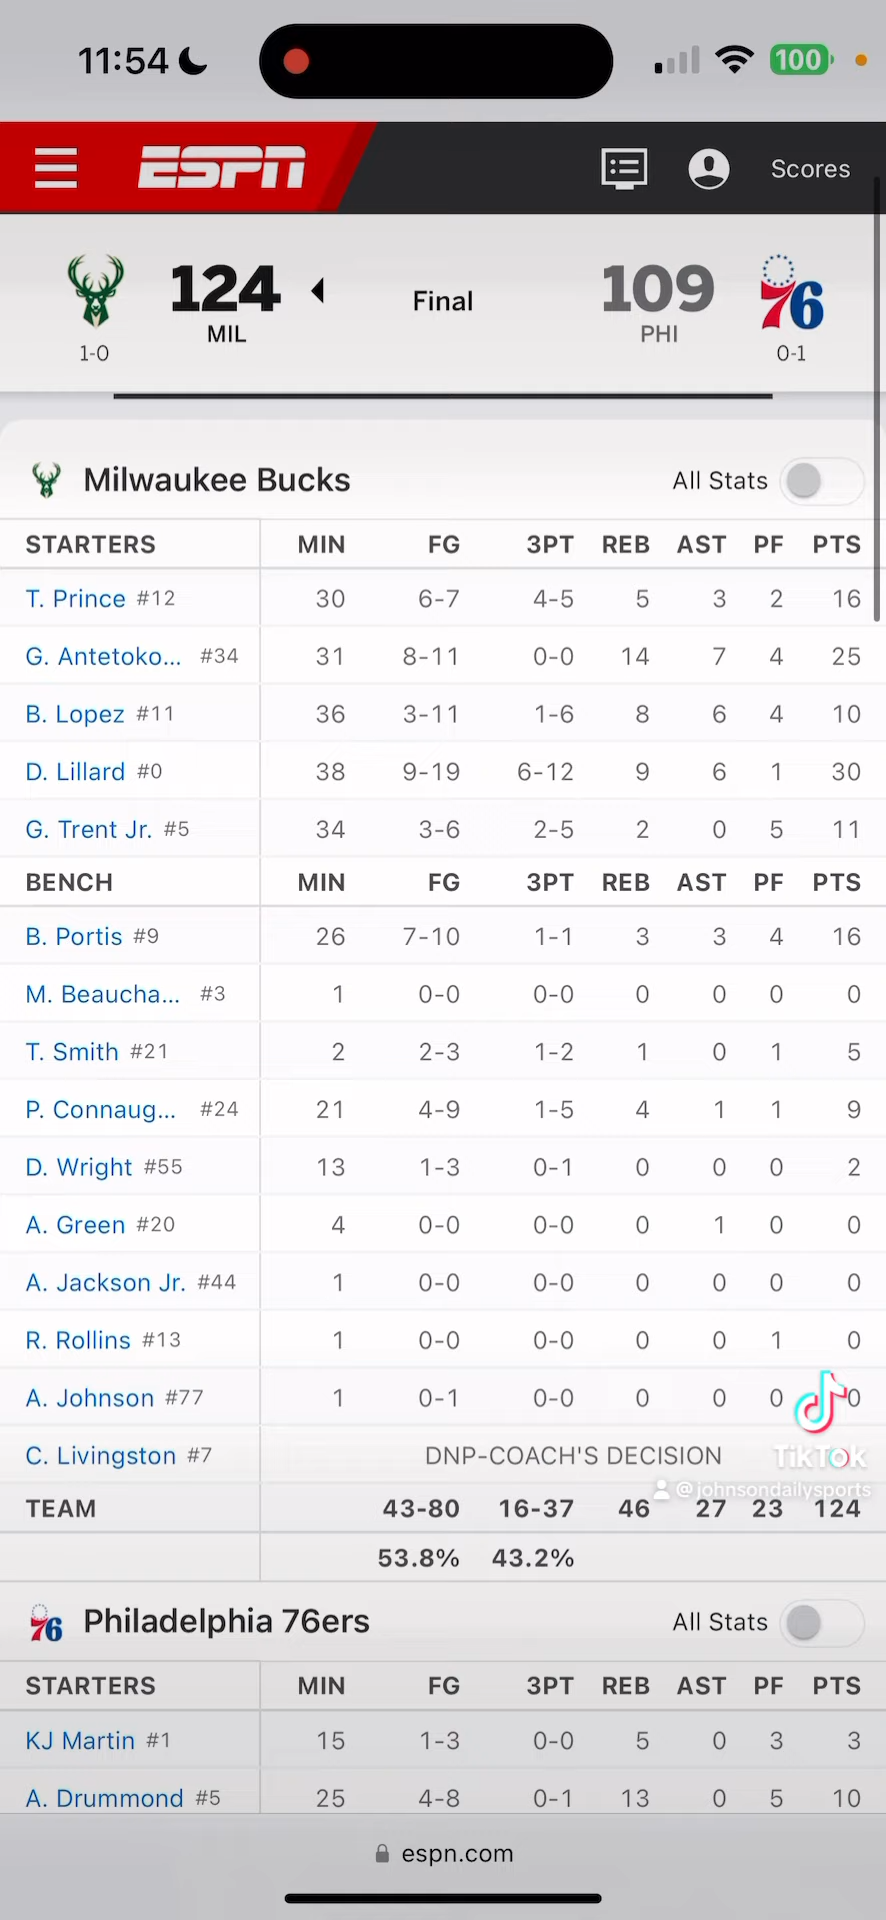 11:54
100
ESPN
Scores
124
Final
109
76
MIL
PHI
1-0
0-1
Milwaukee Bucks All Stats
STARTERS MIN FG 3PT REB AST PF PTS
T. Prince #12 30 6-7 4-5 5 3 2 16
G. Antetoko... #34 31 8-11 0-0 14 7 4 25
B. Lopez #11 36 3-11 1-6 8 6 4 10
D. Lillard #0 38 9-19 6-12 9 6 1 30
G. Trent Jr. #5 34 3-6 2-5 2 0 5 11
BENCH MIN FG 3PT REB AST PF PTS
B. Portis #9 26 7-10 1-1 3 3 4 16
M. Beaucha... #3 1 0-0 0-0 0 0 0 0
T. Smith #21 2 2-3 1-2 1 0 1 5
P. Connaug... #24 21 4-9 1-5 4 1 1 9
D. Wright #55 13 1-3 0-1 0 0 0 2
A. Green #20 4 0-0 0-0 0 1 0 0
A. Jackson Jr. #44 1 0-0 0-0 0 0 0 0
R. Rollins #13 1 0-0 0-0 0 0 1 0
A. Johnson #77 1 0-1 0-0 0 0 0 0
C. Livingston #7 DNP-COACH'S DECISION
TikTok
@johnsondailysports
TEAM 43-80 16-37 46 27 23 124
53.8% 43.2%
76 Philadelphia 76ers All Stats
STARTERS MIN FG 3PT REB AST PF PTS
KJ Martin #1 15 1-3 0-0 5 0 3 3
A. Drummond #5 25 4-8 0-1 13 0 5 10
espn.com